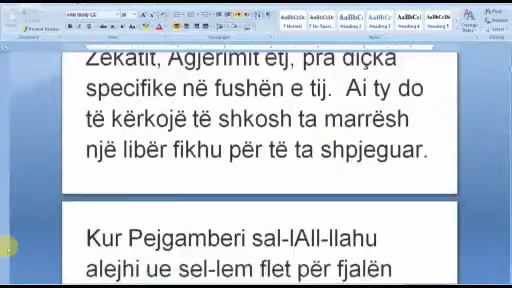 Zekatit, Agjërimit etj, pra diçka
specifike në fushën e tij.  Ai ty do
të kërkojë të shkosh ta marrësh
një libër fikhu për të ta shpjeguar.
Kur Pejgamberi sal-lAll-llahu
alejhi ue sel-lem flet për fjalën